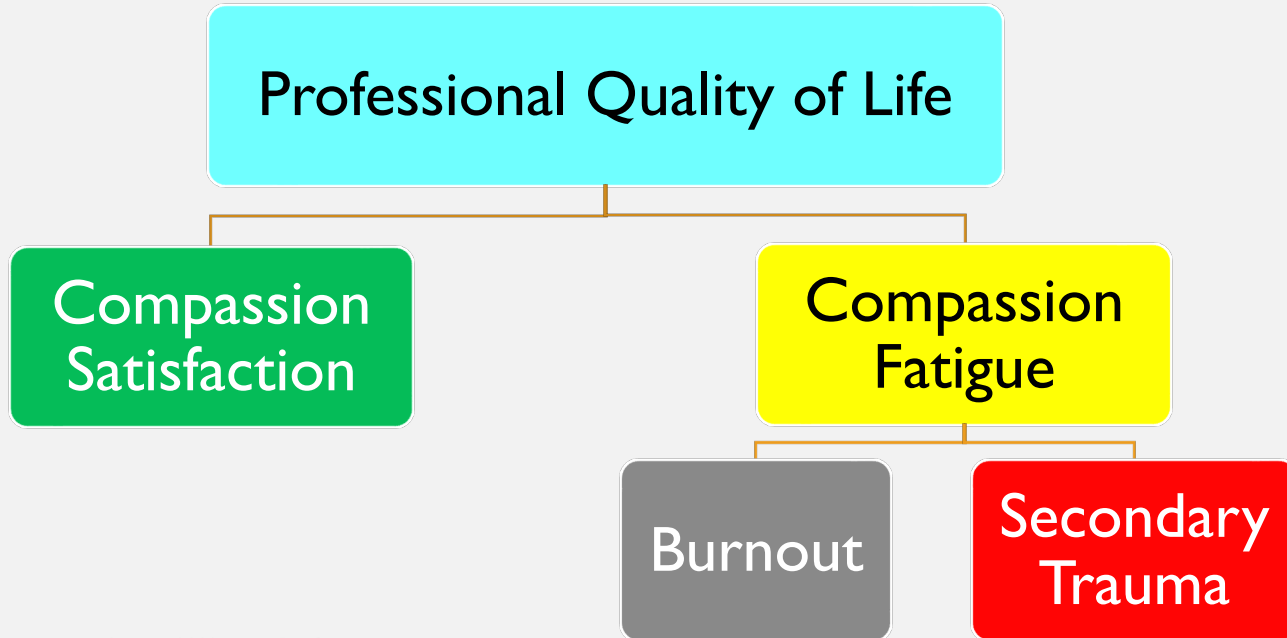 Professional Quality of Life
Compassion
Satisfaction
Compassion
Fatigue
Burnout
Secondary
Trauma